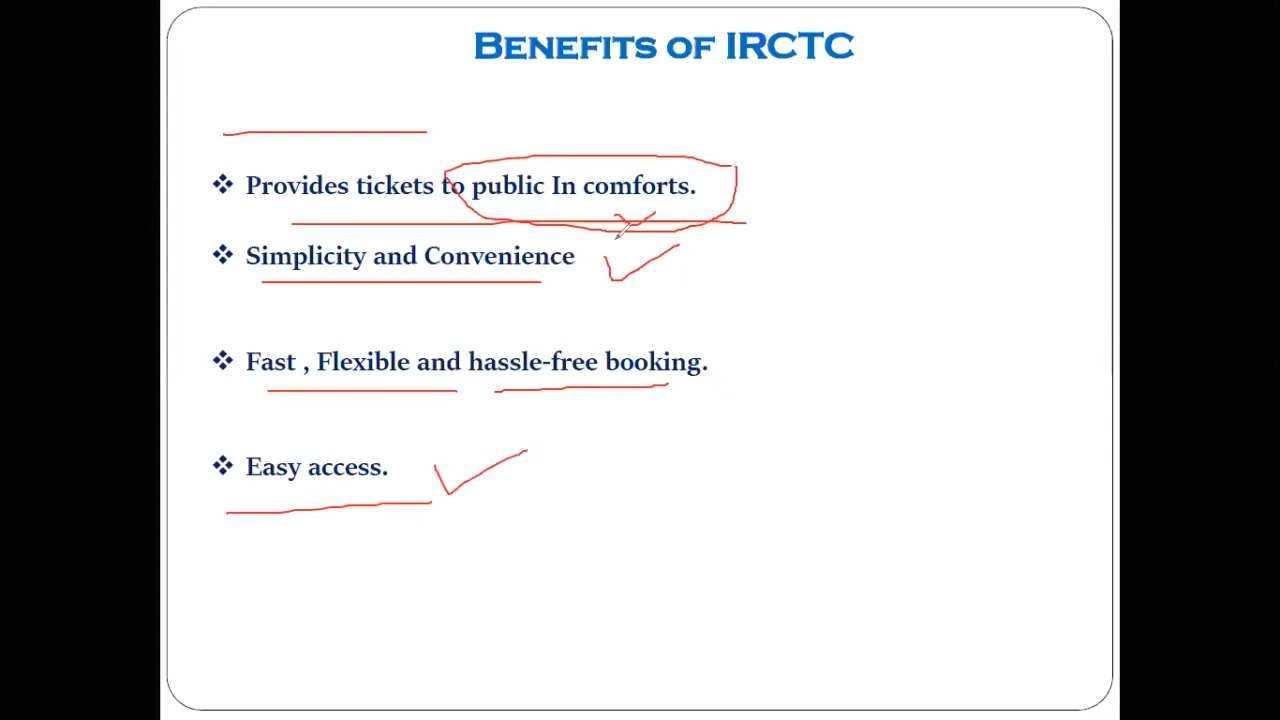 BENEFITS OF IRCTC
❖ Provides tickets to public In comforts.
❖ Simplicity and Convenience
❖ Fast , Flexible and hassle-free booking.
❖ Easy access.